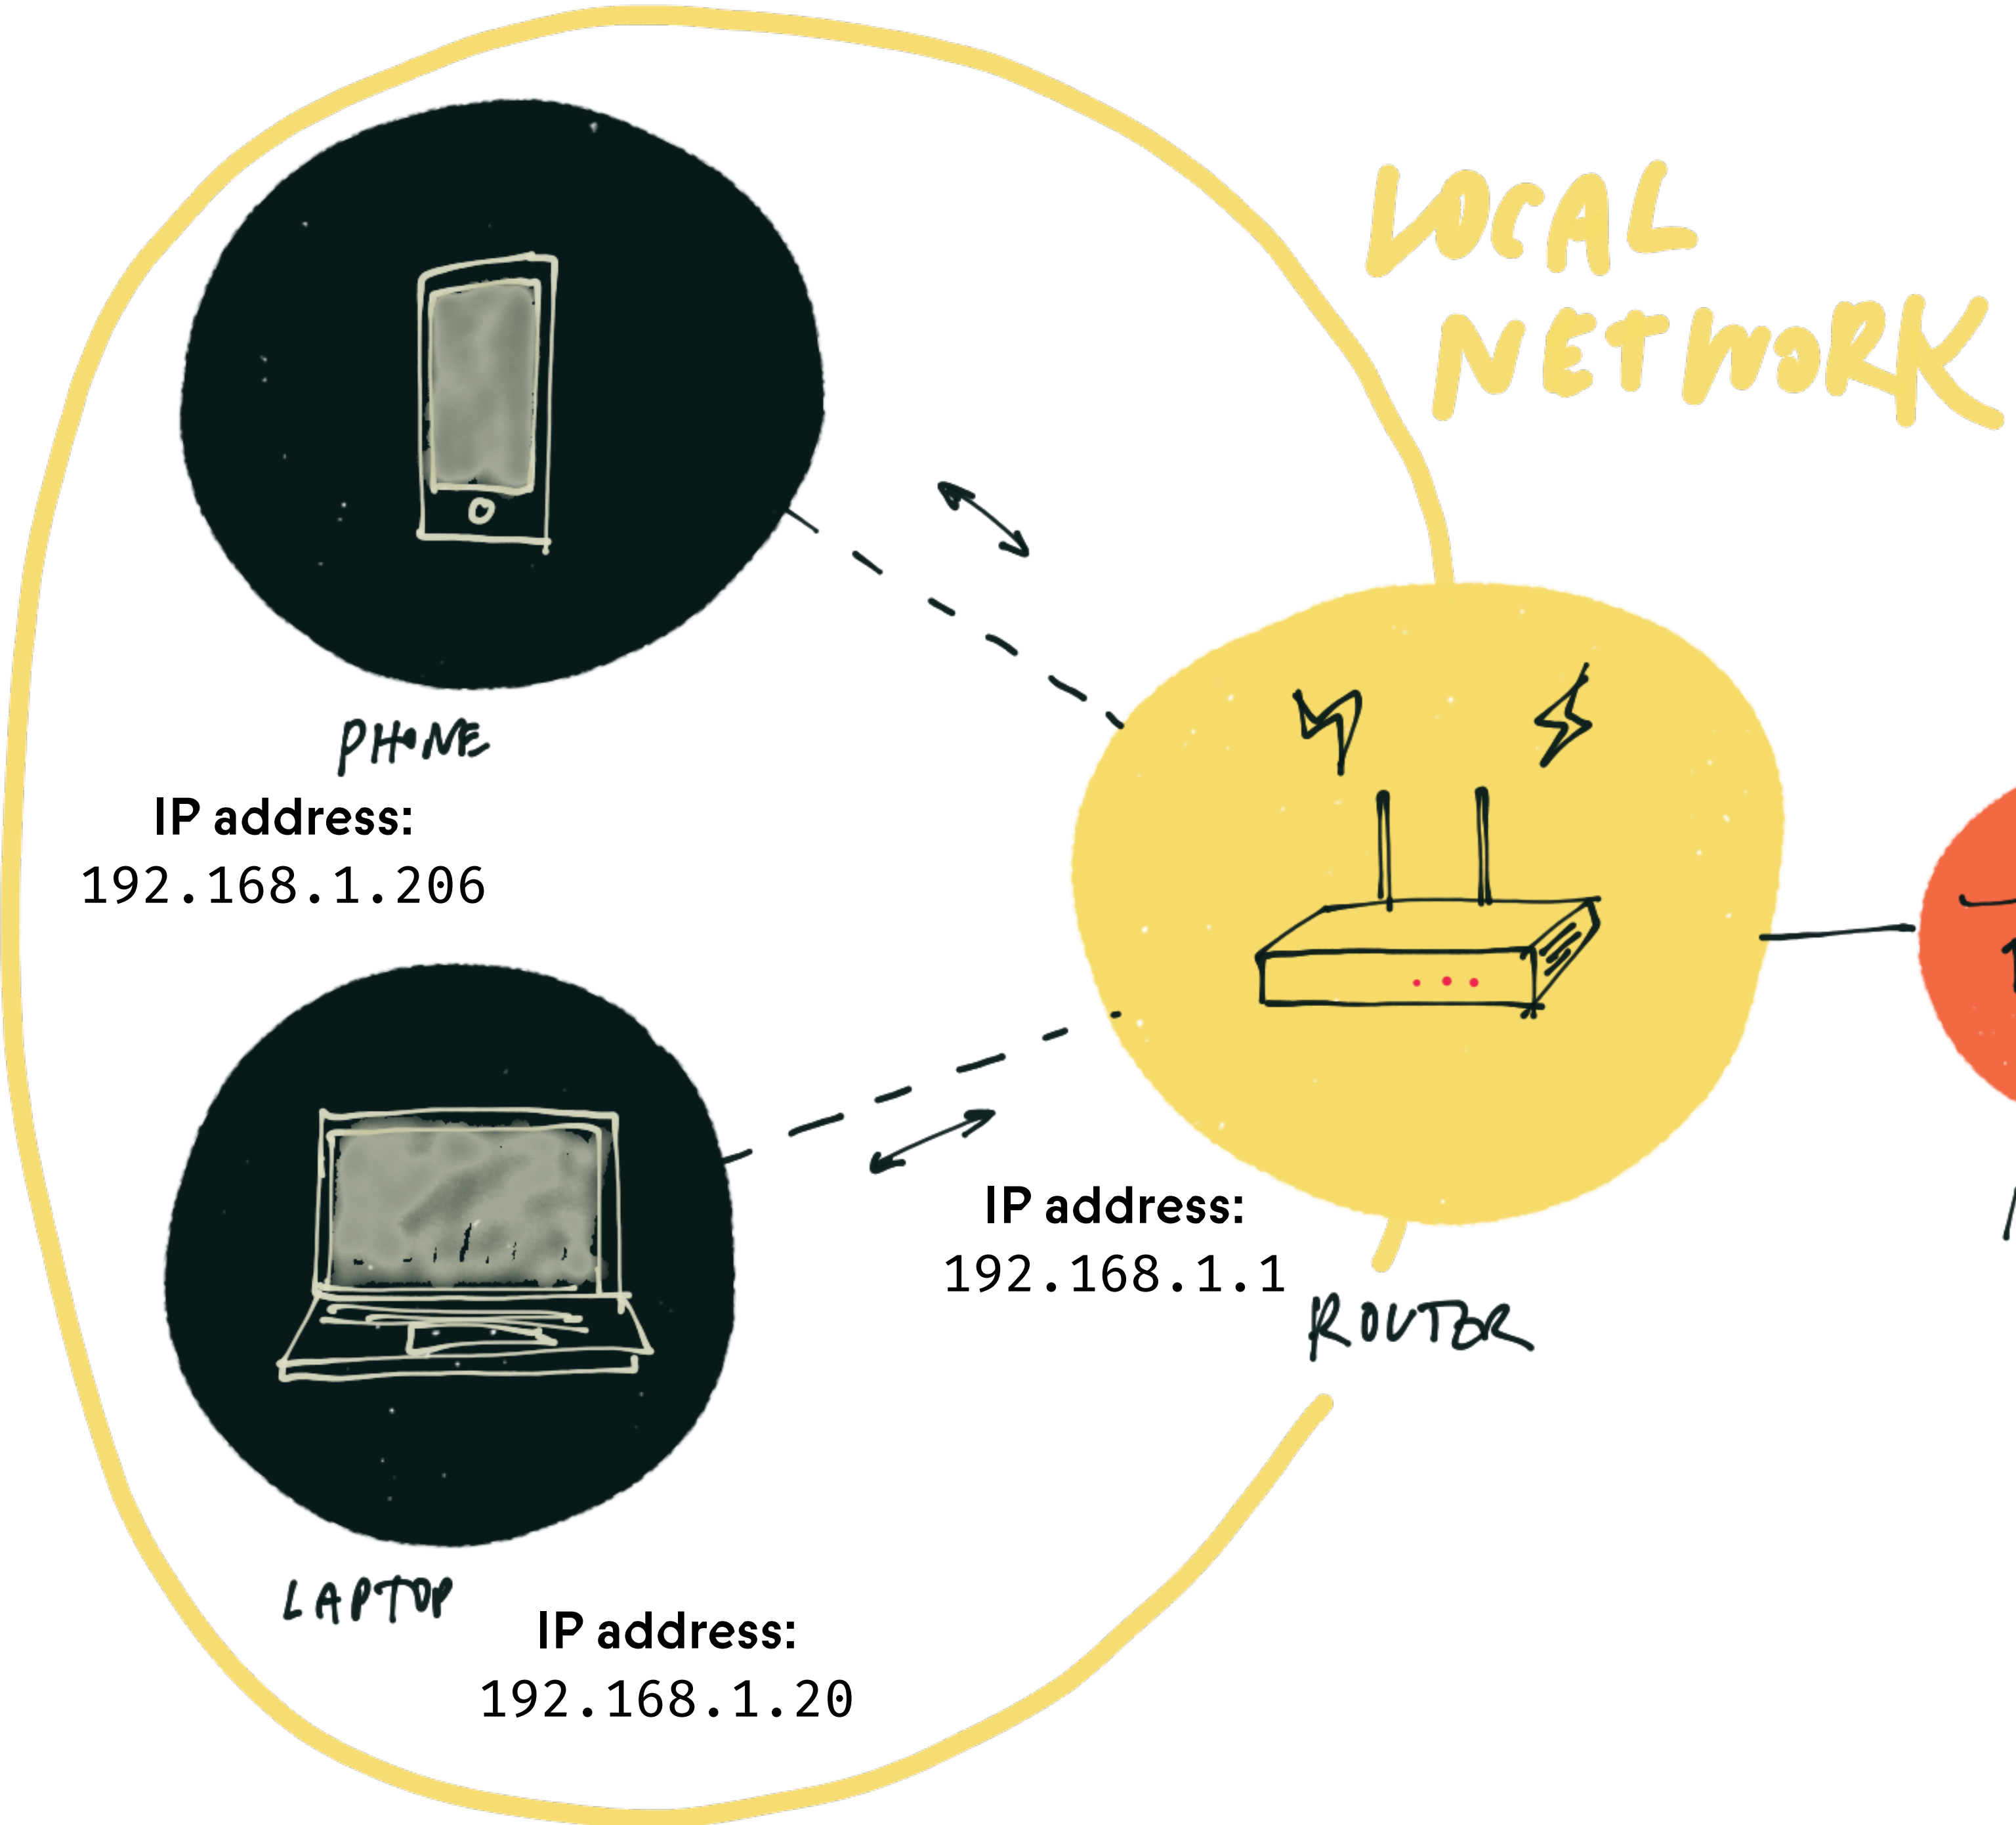 LOCAL
NETWORK
PHONE
IP address:
192.168.1.206
IP address:
192.168.1.1
ROUTER
LAPTOP
IP address:
192.168.1.20